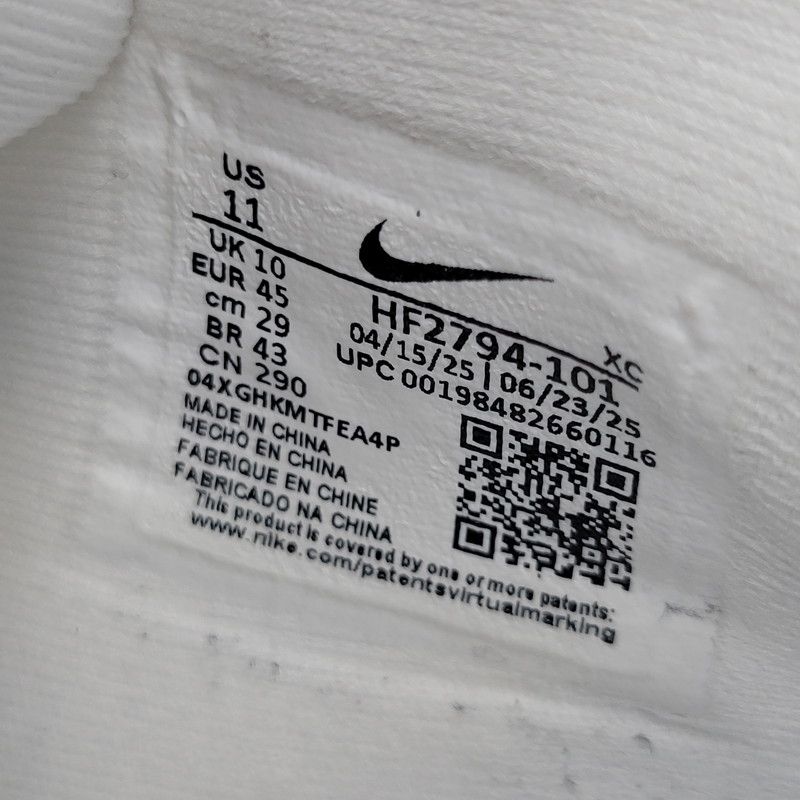 US
11
UK 10
EUR 45
cm 29
BR 43
CN 290
04XGHKMTFEA4P
MADE IN CHINA
HECHO EN CHINA
FABRIQUE EN CHINE
FABRICADO NA CHINA
This product is covered by one or more patents:
www.nike.com/patentsvirtualmarking
XC
HF2794-101
04/15/25 | 06/23/25
UPC 00198482660116